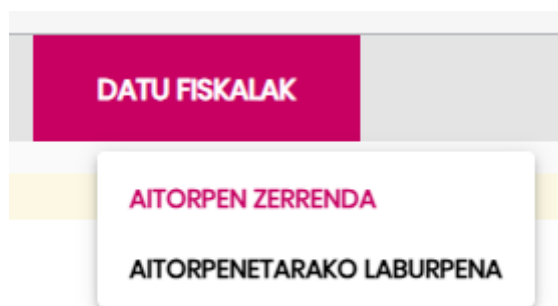 DATU FISKALAK
AITORPEN ZERRENDA
AITORPENETARAKO LABURPENA